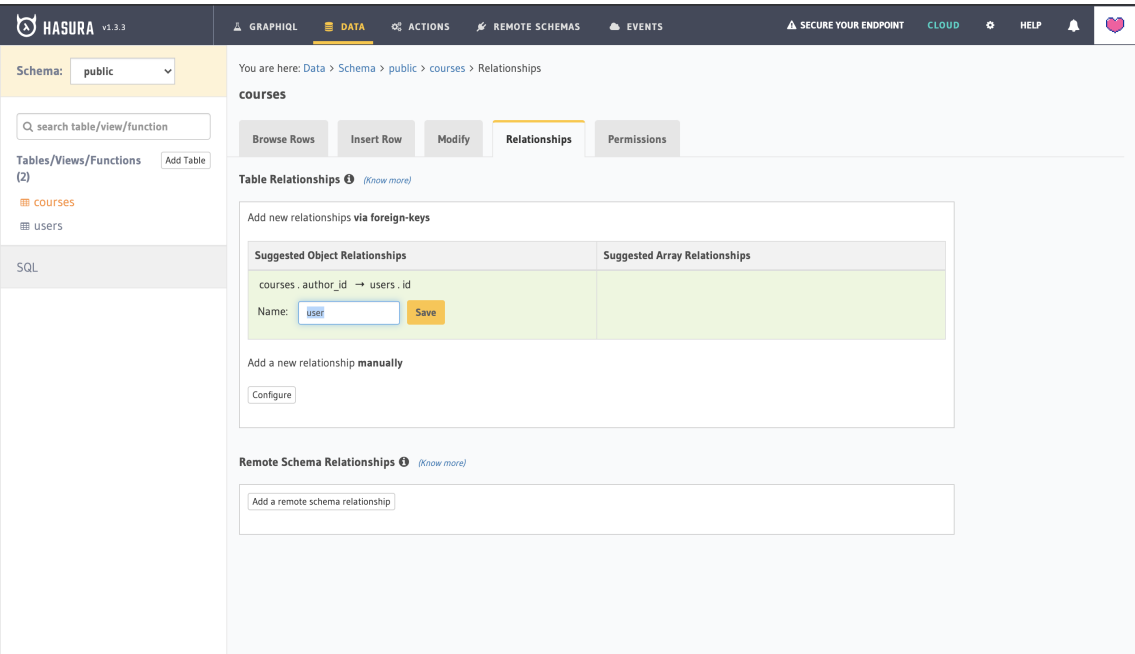 HASURA v1.3.3 GRAPHIQL DATA ACTIONS REMOTE SCHEMAS EVENTS SECURE YOUR ENDPOINT CLOUD HELP
Schema: public
You are here: Data > Schema > public > courses > Relationships
courses
search table/view/function
Browse Rows Insert Row Modify Relationships Permissions
Tables/Views/Functions (2) Add Table
courses
users
SQL
Table Relationships (Know more)
Add new relationships via foreign-keys
Suggested Object Relationships Suggested Array Relationships
courses . author_id → users . id
Name: user Save
Add a new relationship manually
Configure
Remote Schema Relationships (Know more)
Add a remote schema relationship